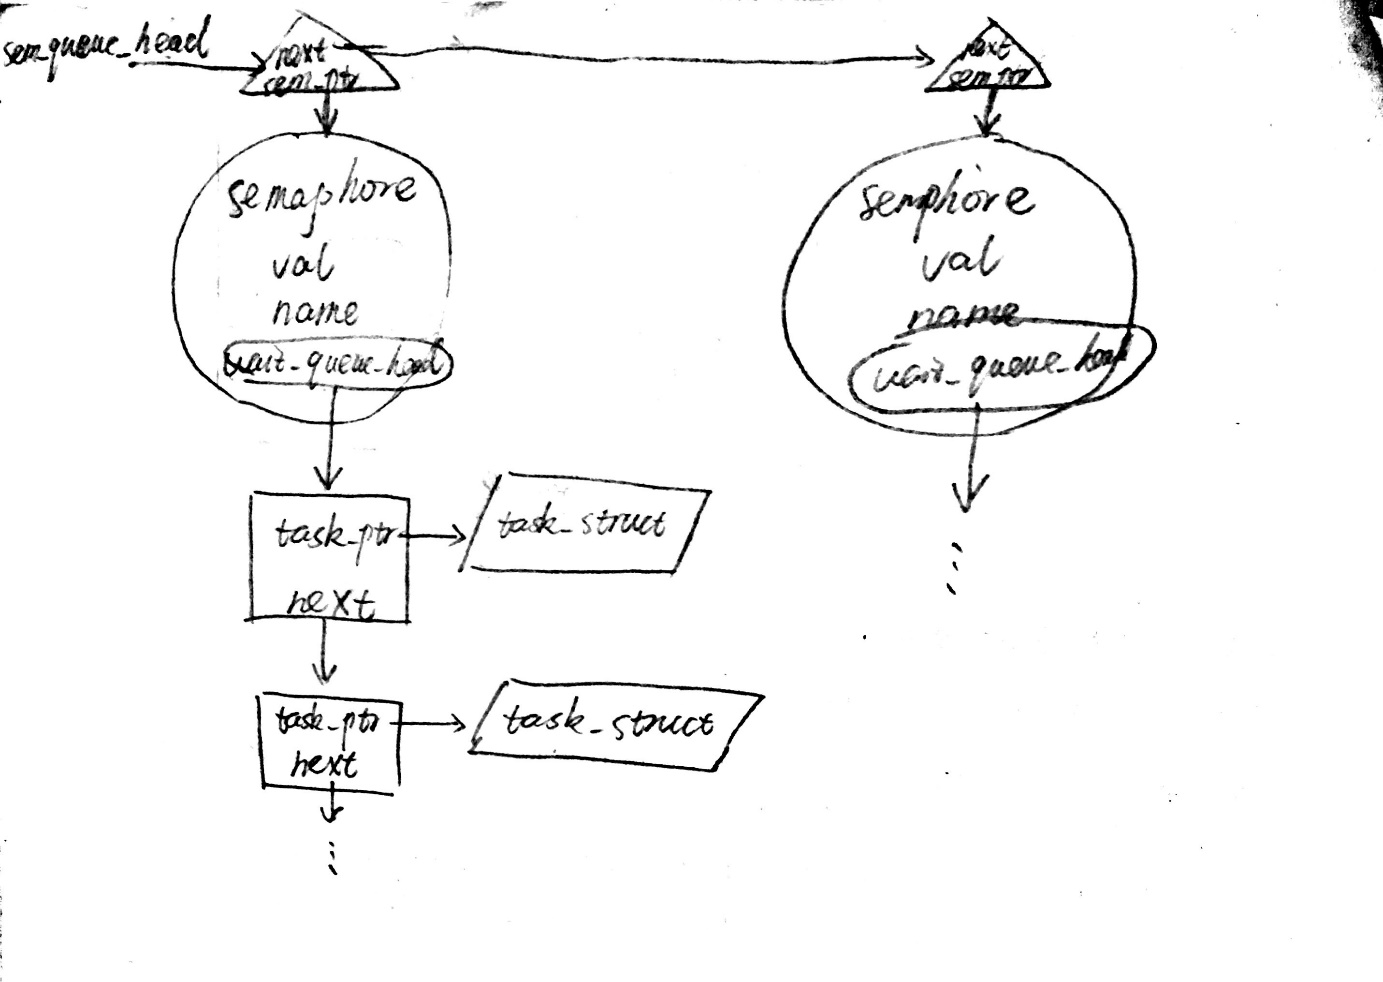 sem_queue_head
next
sem_ptr
next
sem_ptr
semaphore
val
name
wait_queue_head
semphore
val
name
wait_queue_head
task_ptr
next
task_struct
task_ptr
next
task_struct